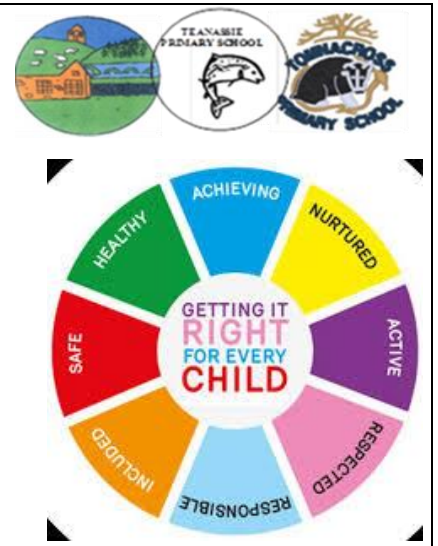 TEANASSIE
PRIMARY SCHOOL
TOMNACROSS
PRIMARY SCHOOL
ACHIEVING
NURTURED
ACTIVE
RESPECTED
RESPONSIBLE
INCLUDED
SAFE
HEALTHY
GETTING IT
RIGHT
FOR EVERY
CHILD